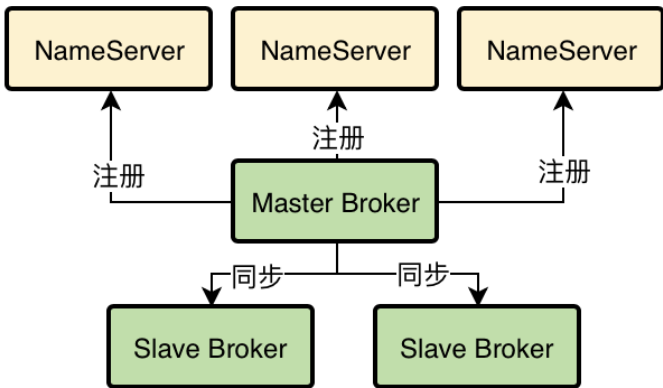 NameServer
NameServer
NameServer
注册
注册
注册
Master Broker
同步
同步
Slave Broker
Slave Broker